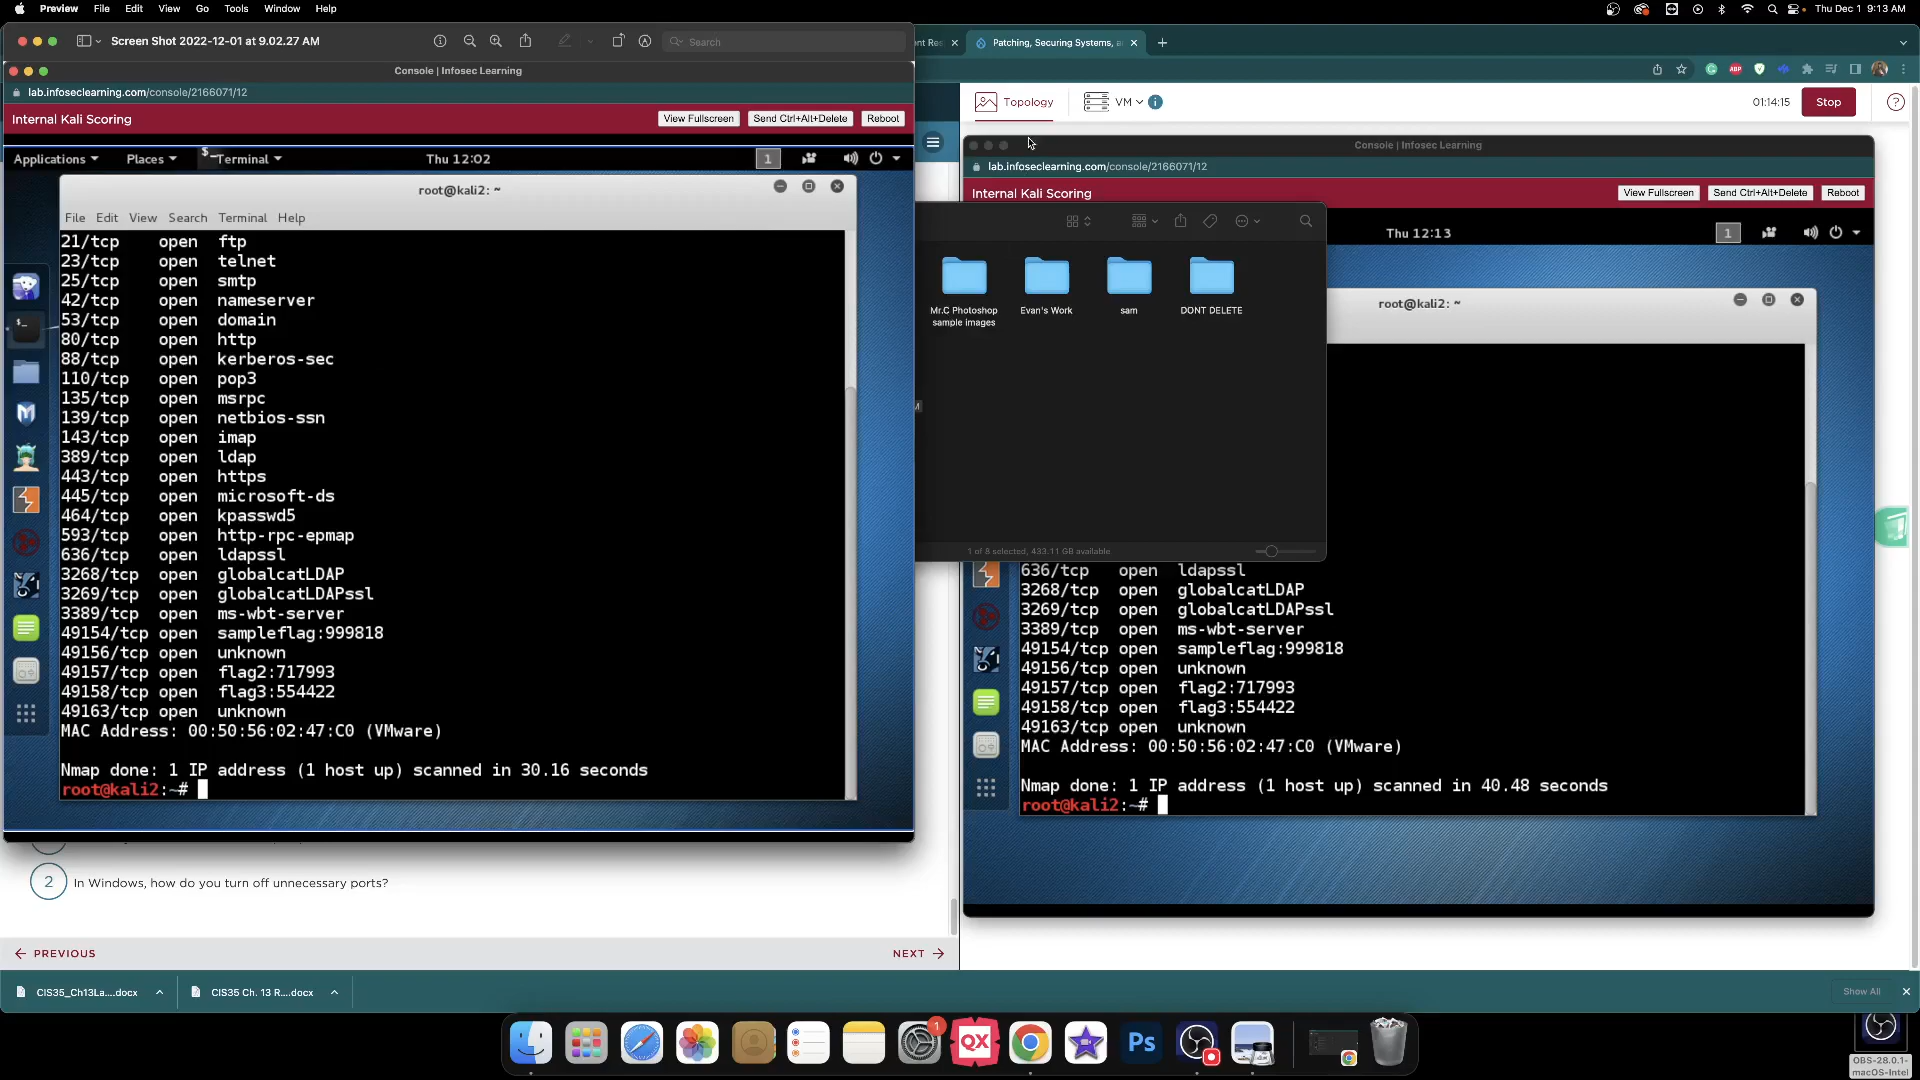 Preview File Edit View Go Tools Window Help
Thu Dec 1 9:13 AM
Screen Shot 2022-12-01 at 9.02.27 AM
Search
Console | Infosec Learning
lab.infoseclearning.com/console/2166071/12
Internal Kali Scoring
View Fullscreen Send Ctrl+Alt+Delete Reboot
Applications Places Terminal Thu 12:02 1
root@kali2: ~
File Edit View Search Terminal Help
21/tcp open ftp
23/tcp open telnet
25/tcp open smtp
42/tcp open nameserver
53/tcp open domain
80/tcp open http
88/tcp open kerberos-sec
110/tcp open pop3
135/tcp open msrpc
139/tcp open netbios-ssn
143/tcp open imap
389/tcp open ldap
443/tcp open https
445/tcp open microsoft-ds
464/tcp open kpasswd5
593/tcp open http-rpc-epmap
636/tcp open ldapssl
3268/tcp open globalcatLDAP
3269/tcp open globalcatLDAPssl
3389/tcp open ms-wbt-server
49154/tcp open sampleflag:999818
49156/tcp open unknown
49157/tcp open flag2:717993
49158/tcp open flag3:554422
49163/tcp open unknown
MAC Address: 00:50:56:02:47:C0 (VMware)
Nmap done: 1 IP address (1 host up) scanned in 30.16 seconds
root@kali2:~#
2 In Windows, how do you turn off unnecessary ports?
PREVIOUS
NEXT
Patching, Securing Systems, a
ABP
Topology VM 01:14:15 Stop
Console | Infosec Learning
lab.infoseclearning.com/console/2166071/12
Internal Kali Scoring
View Fullscreen Send Ctrl+Alt+Delete Reboot
Thu 12:13 1
root@kali2: ~
Mr.C Photoshop sample images
Evan's Work
sam
DONT DELETE
1 of 8 selected, 433.11 GB available
636/tcp open ldapssl
3268/tcp open globalcatLDAP
3269/tcp open globalcatLDAPssl
3389/tcp open ms-wbt-server
49154/tcp open sampleflag:999818
49156/tcp open unknown
49157/tcp open flag2:717993
49158/tcp open flag3:554422
49163/tcp open unknown
MAC Address: 00:50:56:02:47:C0 (VMware)
Nmap done: 1 IP address (1 host up) scanned in 40.48 seconds
root@kali2:~#
CIS35_Ch13La....docx
CIS35 Ch. 13 R....docx
Show All
1
QX
Ps
OBS-28.0.1-
macOS-Intel